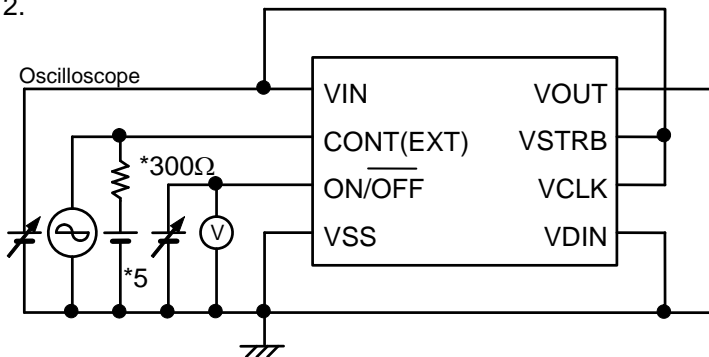 2.
Oscilloscope
VIN VOUT
*300Ω CONT(EXT) VSTRB
ON/OFF VCLK
V
VSS VDIN
*5